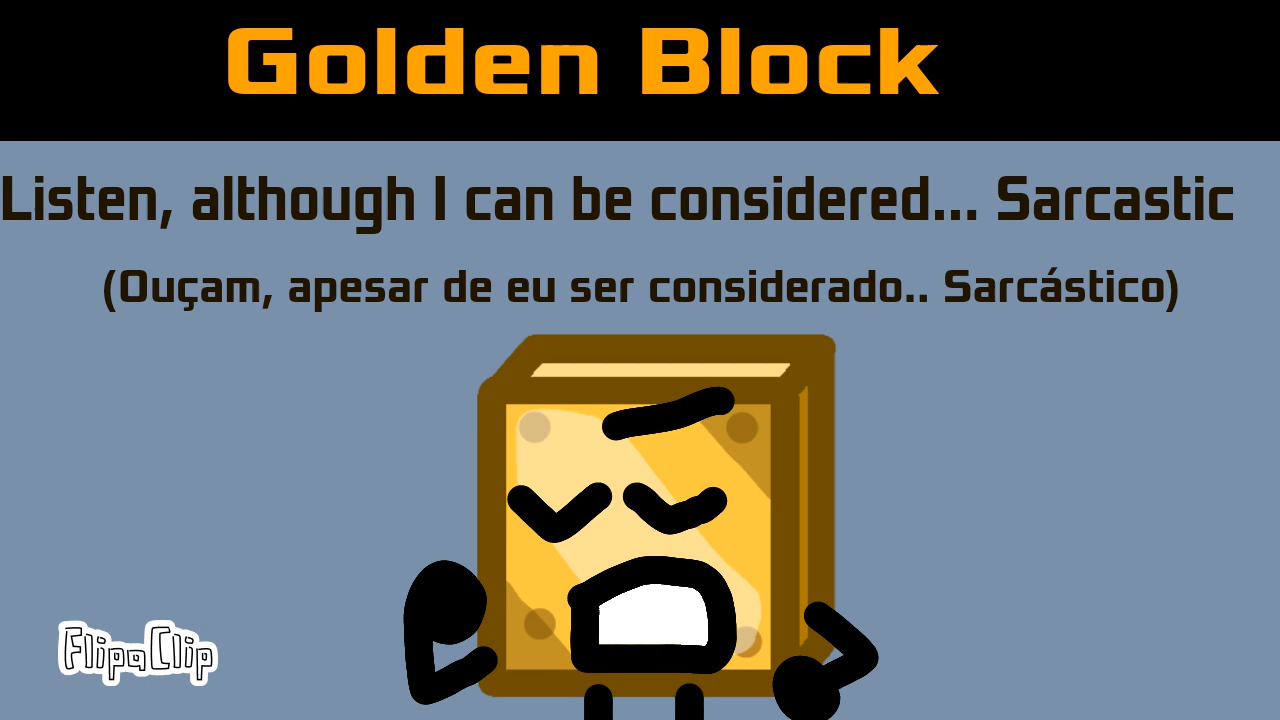 Golden Block
Listen, although I can be considered... Sarcastic
(Ouçam, apesar de eu ser considerado.. Sarcástico)
FlipaClip